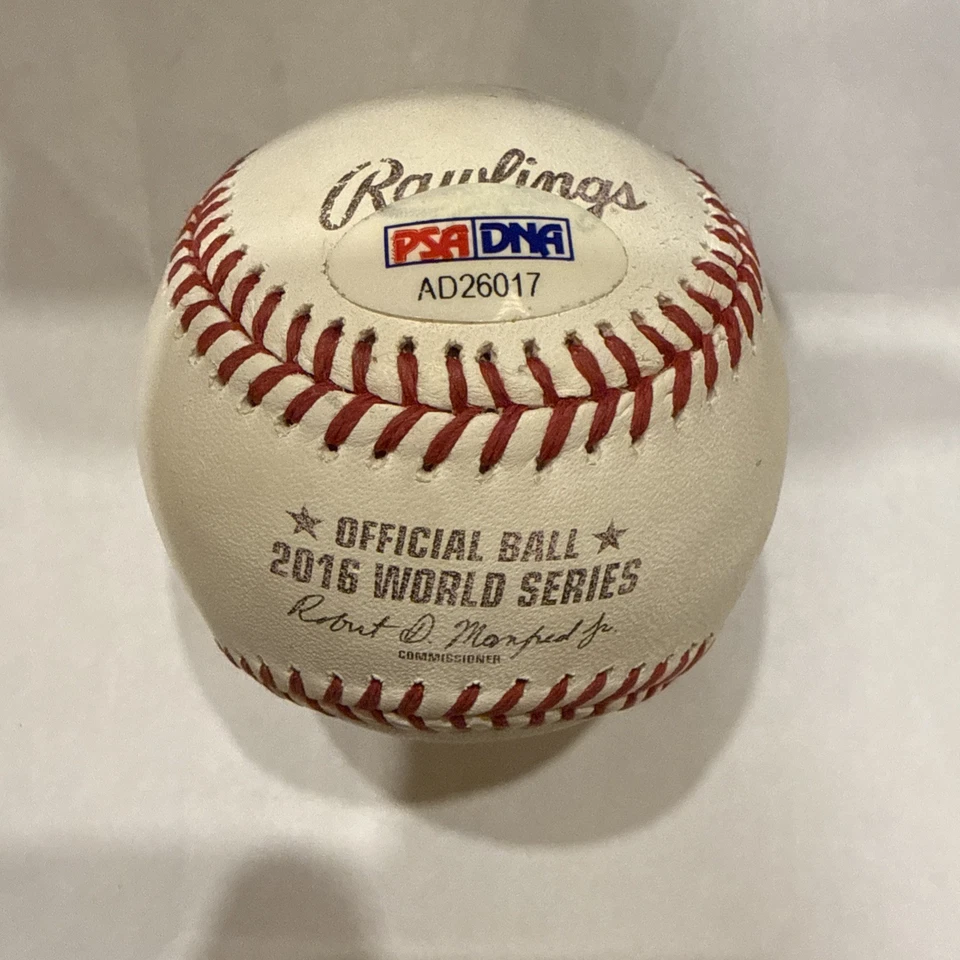 Rawlings
PSA DNA
AD26017
★ OFFICIAL BALL ★
2016 WORLD SERIES
Robert D. Manfred Jr.
COMMISSIONER